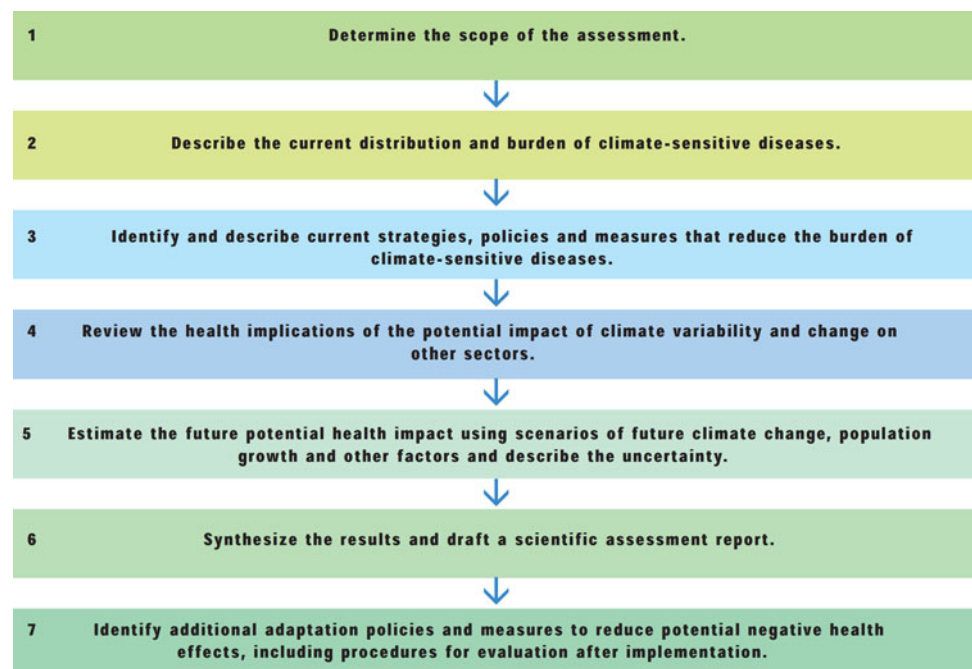 1 Determine the scope of the assessment.
2 Describe the current distribution and burden of climate-sensitive diseases.
3 Identify and describe current strategies, policies and measures that reduce the burden of
climate-sensitive diseases.
4 Review the health implications of the potential impact of climate variability and change on
other sectors.
5 Estimate the future potential health impact using scenarios of future climate change, population
growth and other factors and describe the uncertainty.
6 Synthesize the results and draft a scientific assessment report.
7 Identify additional adaptation policies and measures to reduce potential negative health
effects, including procedures for evaluation after implementation.